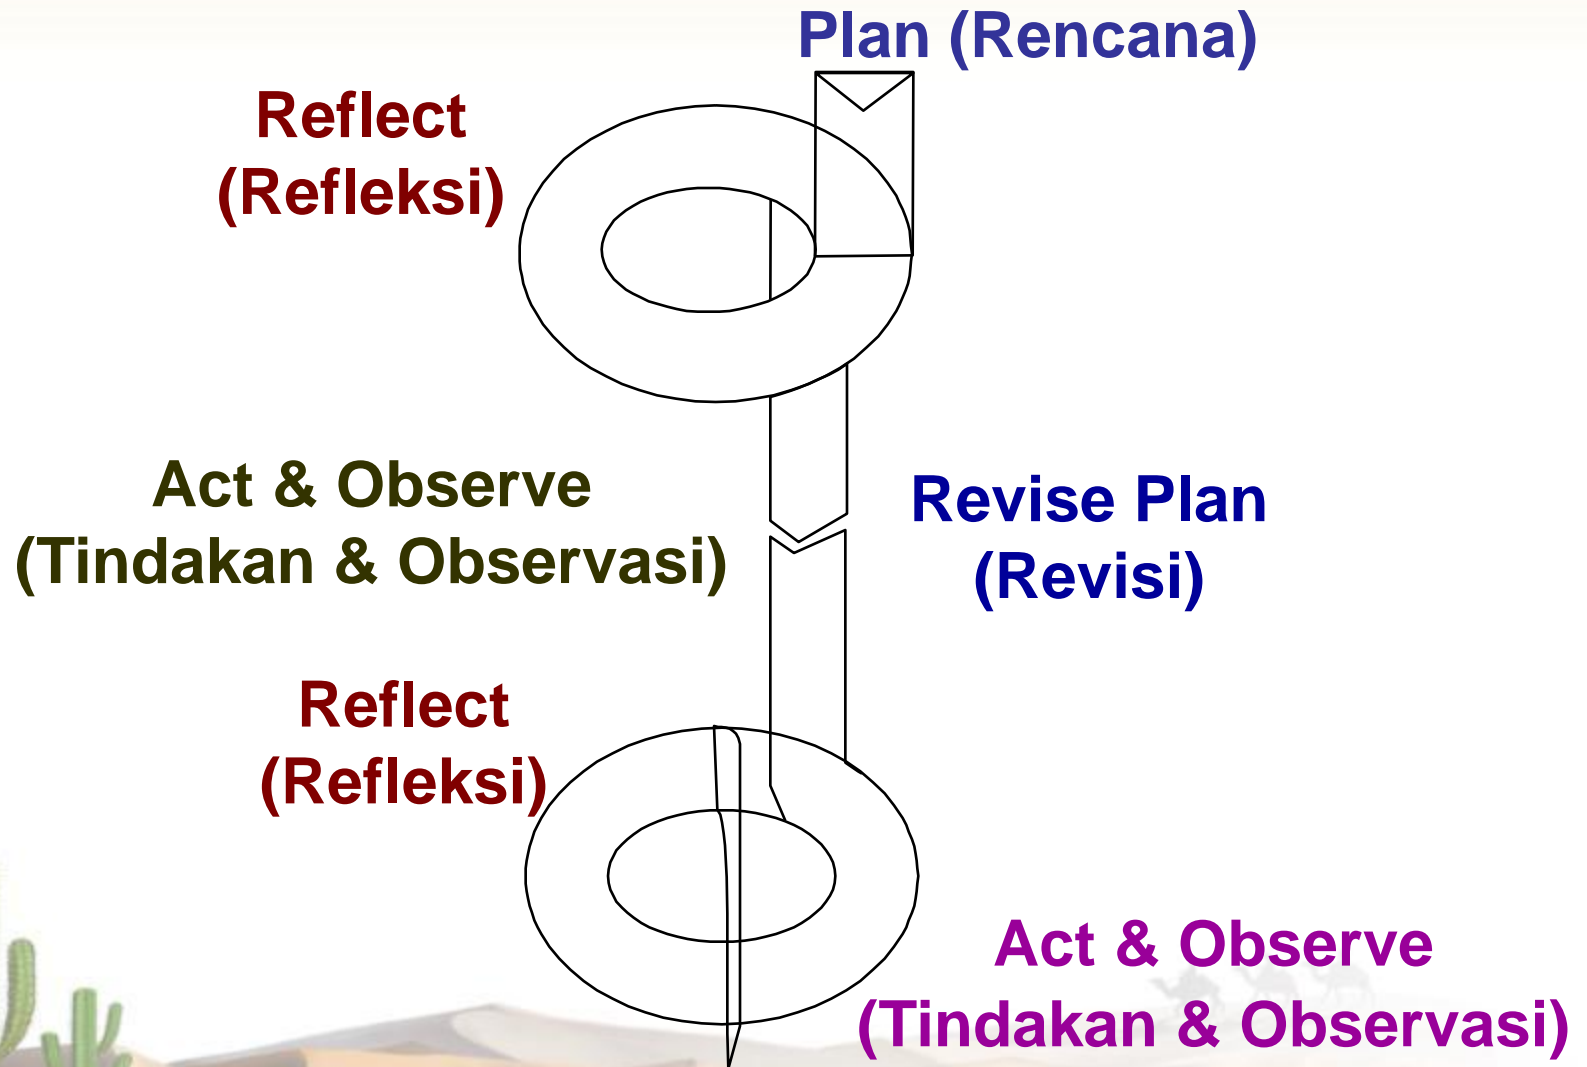 Plan (Rencana)
Reflect
(Refleksi)
Act & Observe
(Tindakan & Observasi)
Revise Plan
(Revisi)
Reflect
(Refleksi)
Act & Observe
(Tindakan & Observasi)